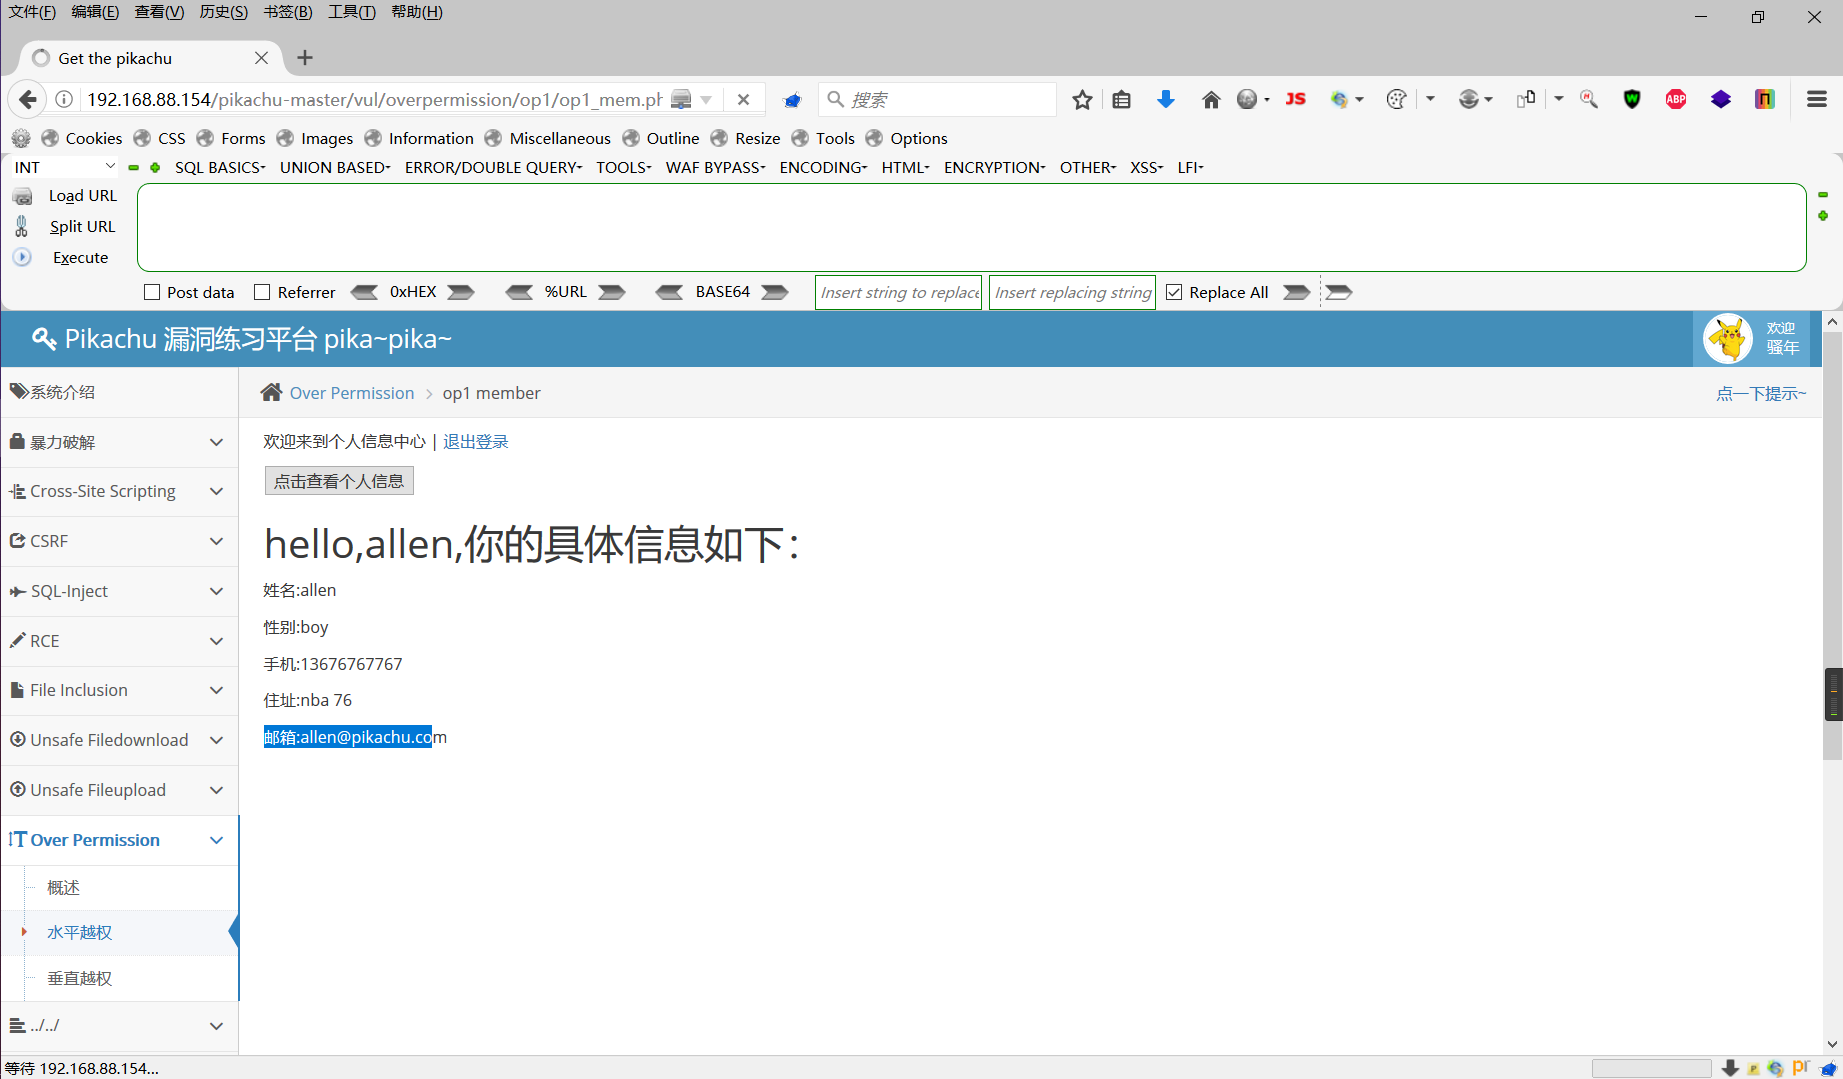 文件(F) 编辑(E) 查看(V) 历史(S) 书签(B) 工具(T) 帮助(H)
Get the pikachu
192.168.88.154/pikachu-master/vul/overpermission/op1/op1_mem.ph 搜索 JS ABP
Cookies CSS Forms Images Information Miscellaneous Outline Resize Tools Options
INT SQL BASICS UNION BASED ERROR/DOUBLE QUERY TOOLS WAF BYPASS ENCODING HTML ENCRYPTION OTHER XSS LFI
Load URL
Split URL
Execute
Post data Referrer 0xHEX %URL BASE64 Insert string to replace Insert replacing string Replace All
Pikachu 漏洞练习平台 pika~pika~
欢迎
骚年
系统介绍
Over Permission op1 member
点一下提示~
暴力破解
Cross-Site Scripting
CSRF
SQL-Inject
RCE
File Inclusion
Unsafe Filedownload
Unsafe Fileupload
Over Permission
概述
水平越权
垂直越权
../../
欢迎来到个人信息中心 | 退出登录
点击查看个人信息
hello,allen,你的具体信息如下：
姓名:allen
性别:boy
手机:13676767767
住址:nba 76
邮箱:allen@pikachu.com
等待 192.168.88.154...